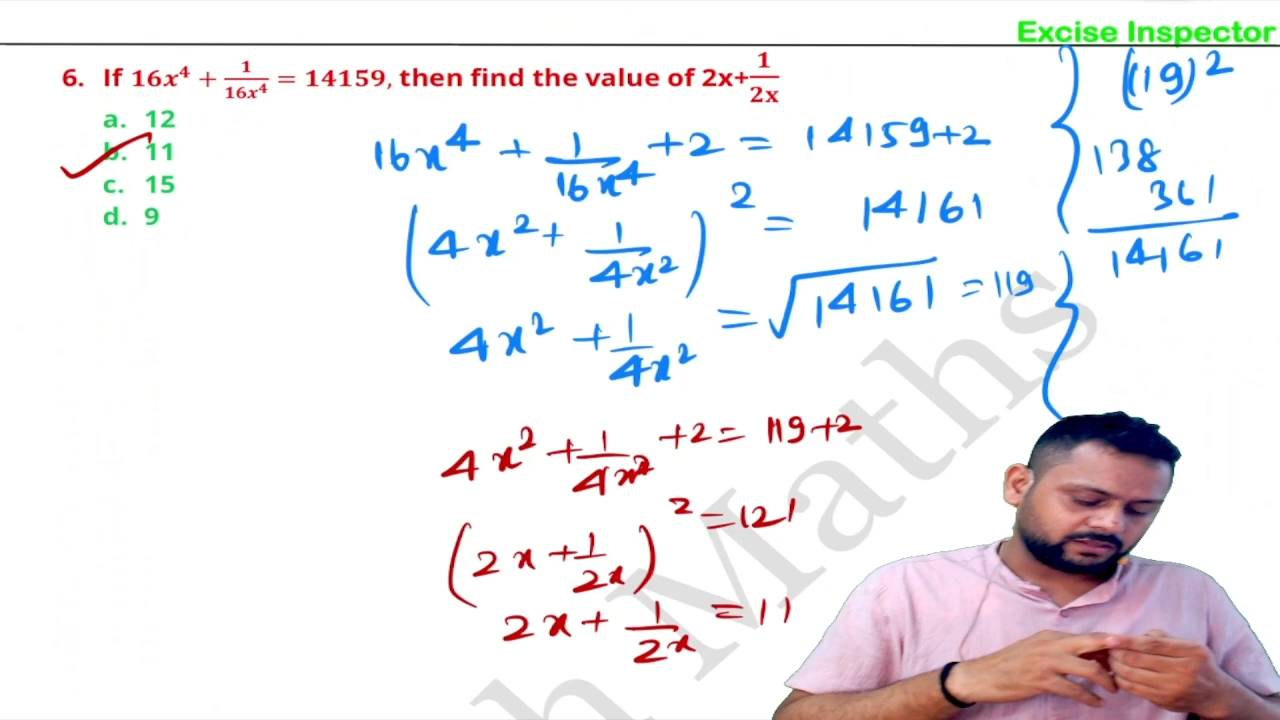 Excise Inspector
6. If 16x⁴ + 1/16x⁴ = 14159, then find the value of 2x+ 1/2x
a. 12
b. 11
c. 15
d. 9
16x⁴ + 1/16x⁴ + 2 = 14159+2
(4x² + 1/4x²)² = 14161
4x² + 1/4x² = √14161 = 119
4x² + 1/4x² + 2 = 119+2
(2x + 1/2x)² = 121
2x + 1/2x = 11
(119)²
138
361
14161
Maths